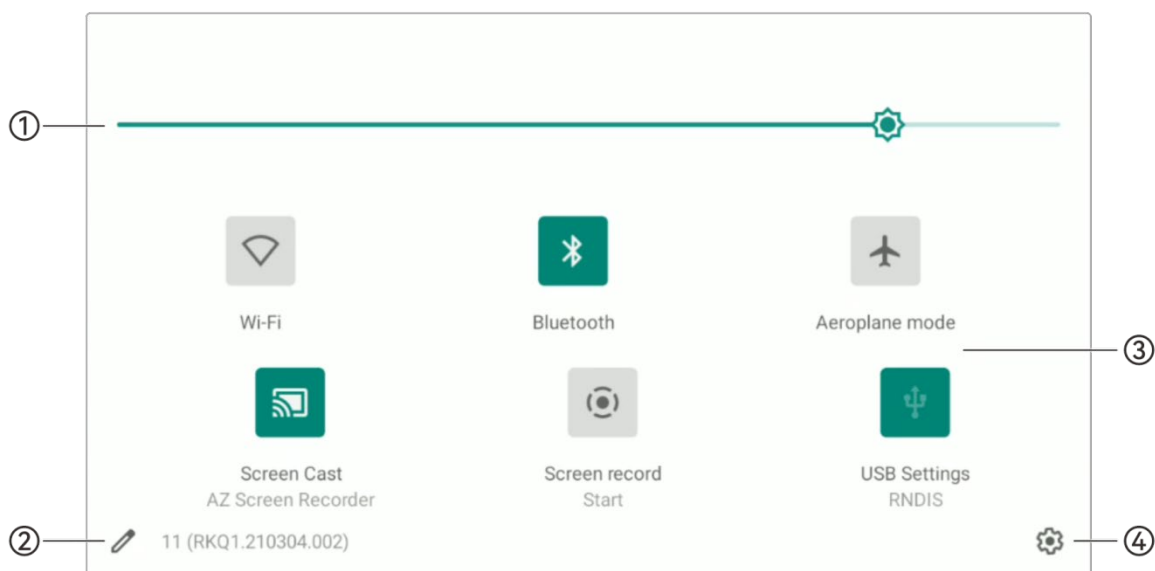 ①
Wi-Fi
Bluetooth
Aeroplane mode
③
Screen Cast
AZ Screen Recorder
Screen record
Start
USB Settings
RNDIS
②
11 (RKQ1.210304.002)
④